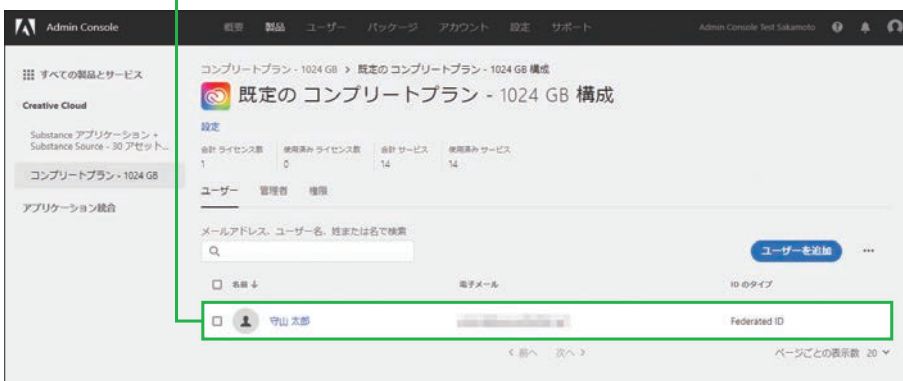 Admin Console
概要 製品 ユーザー パッケージ アカウント 設定 サポート
Admin Console Test Sakamoto
すべての製品とサービス
Creative Cloud
Substance アプリケーション +
Substance Source - 30 アセット...
コンプリートプラン - 1024 GB
アプリケーション統合
コンプリートプラン - 1024 GB > 既定の コンプリートプラン - 1024 GB 構成
既定の コンプリートプラン - 1024 GB 構成
設定
合計 ライセンス数 使用済み ライセンス数 合計 サービス 使用済み サービス
1 0 14 14
ユーザー 管理者 権限
メールアドレス、ユーザー名、姓または名で検索
ユーザーを追加 ...
名前 ↓ 電子メール ID のタイプ
守山 太郎 Federated ID
< 前へ 次へ > ページごとの表示数 20